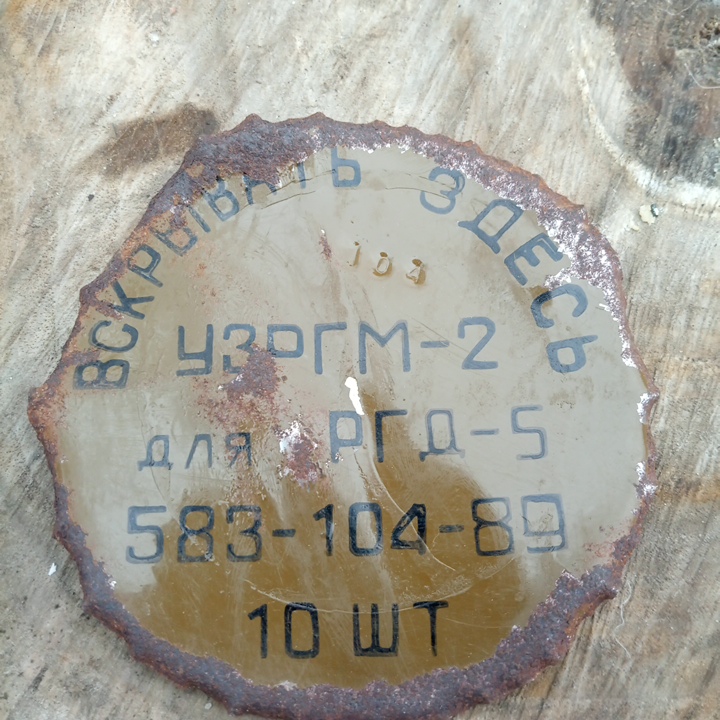 ВСКРЫВАТЬ ЗДЕСЬ
104
УЗРГМ-2
для РГД-5
583-104-89
10 ШТ